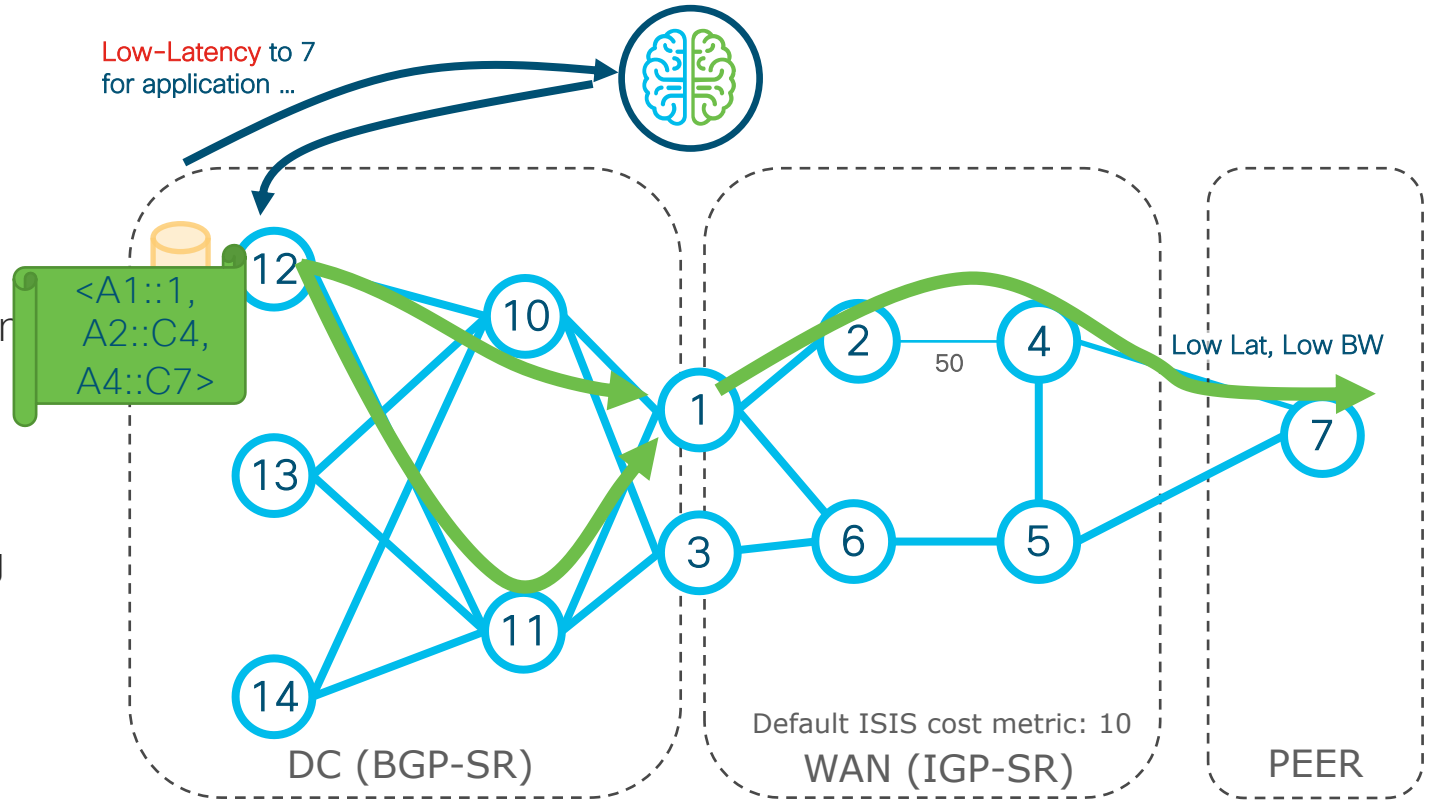 Low-Latency to 7
for application ...
<A1::1,
A2::C4,
A4::C7>
12
10
13
11
14
1
3
2
50
4
6
5
Low Lat, Low BW
7
Default ISIS cost metric: 10
DC (BGP-SR)
WAN (IGP-SR)
PEER